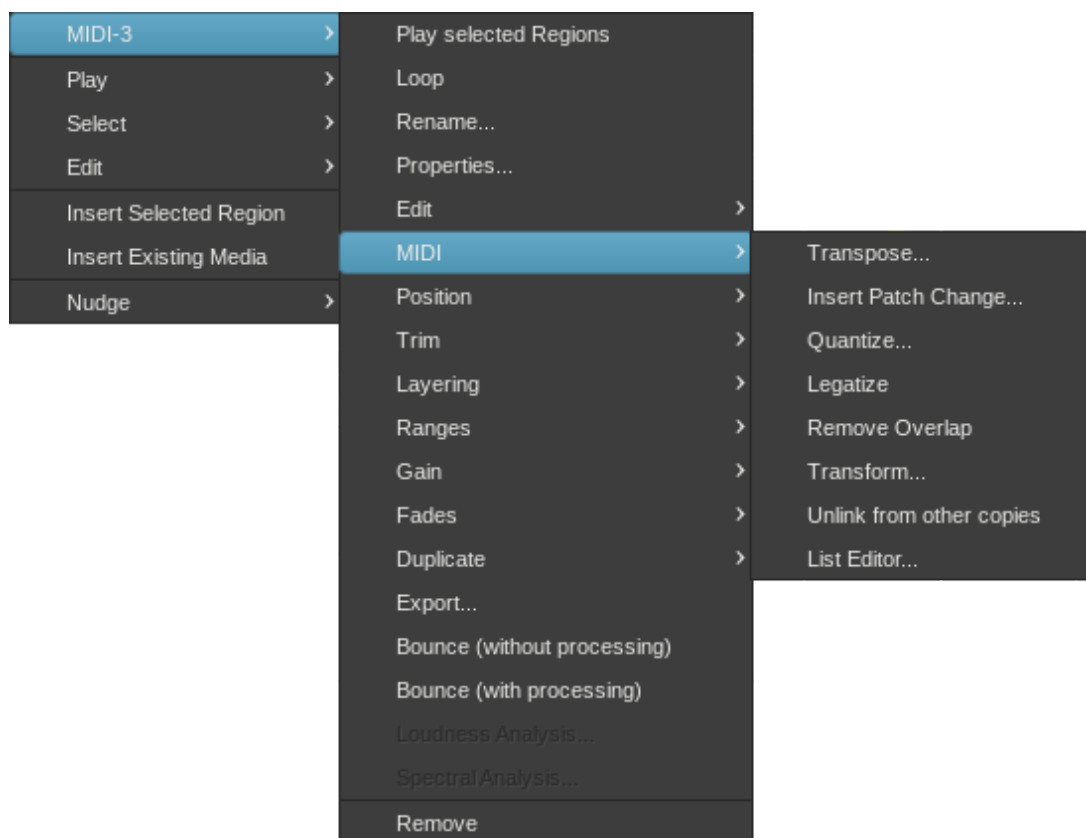 MIDI-3
Play
Select
Edit
Insert Selected Region
Insert Existing Media
Nudge
Play selected Regions
Loop
Rename...
Properties...
Edit
MIDI
Position
Trim
Layering
Ranges
Gain
Fades
Duplicate
Export...
Bounce (without processing)
Bounce (with processing)
Loudness Analysis...
Spectral Analysis...
Remove
Transpose...
Insert Patch Change...
Quantize...
Legatize
Remove Overlap
Transform...
Unlink from other copies
List Editor...